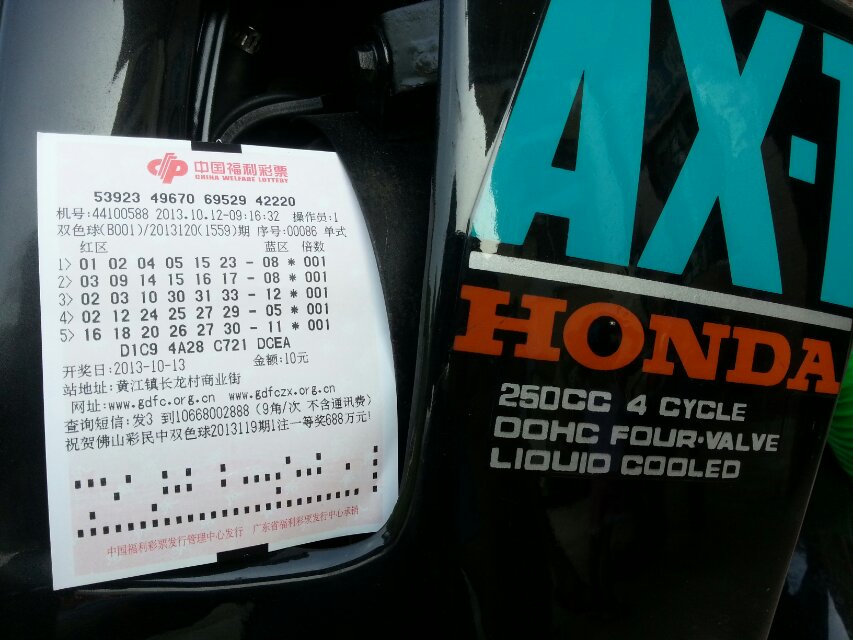 中国福利彩票
CHINA WELFARE LOTTERY
53923 49670 69529 42220
机号:44100588 2013.10.12-09:16:32 操作员:1
双色球(B001)/2013120(1559)期 序号:00086 单式
红区 蓝区 倍数
1> 01 02 04 05 15 23 - 08 * 001
2> 03 09 14 15 16 17 - 08 * 001
3> 02 03 10 30 31 33 - 12 * 001
4> 02 12 24 25 27 29 - 05 * 001
5> 16 18 20 26 27 30 - 11 * 001
D1C9 4A28 C721 DCEA
开奖日:2013-10-13 金额:10元
站地址:黄江镇长龙村商业街
网址:www.gdfc.org.cn www.gdfczx.org.cn
查询短信:发3 到10668002888(9角/次 不含通讯费)
祝贺佛山彩民中双色球2013119期1注一等奖688万元!
中国福利彩票发行管理中心发行 广东省福利彩票发行中心承销
AX-1
HONDA
250CC 4 CYCLE
DOHC FOUR·VALVE
LIQUID COOLED